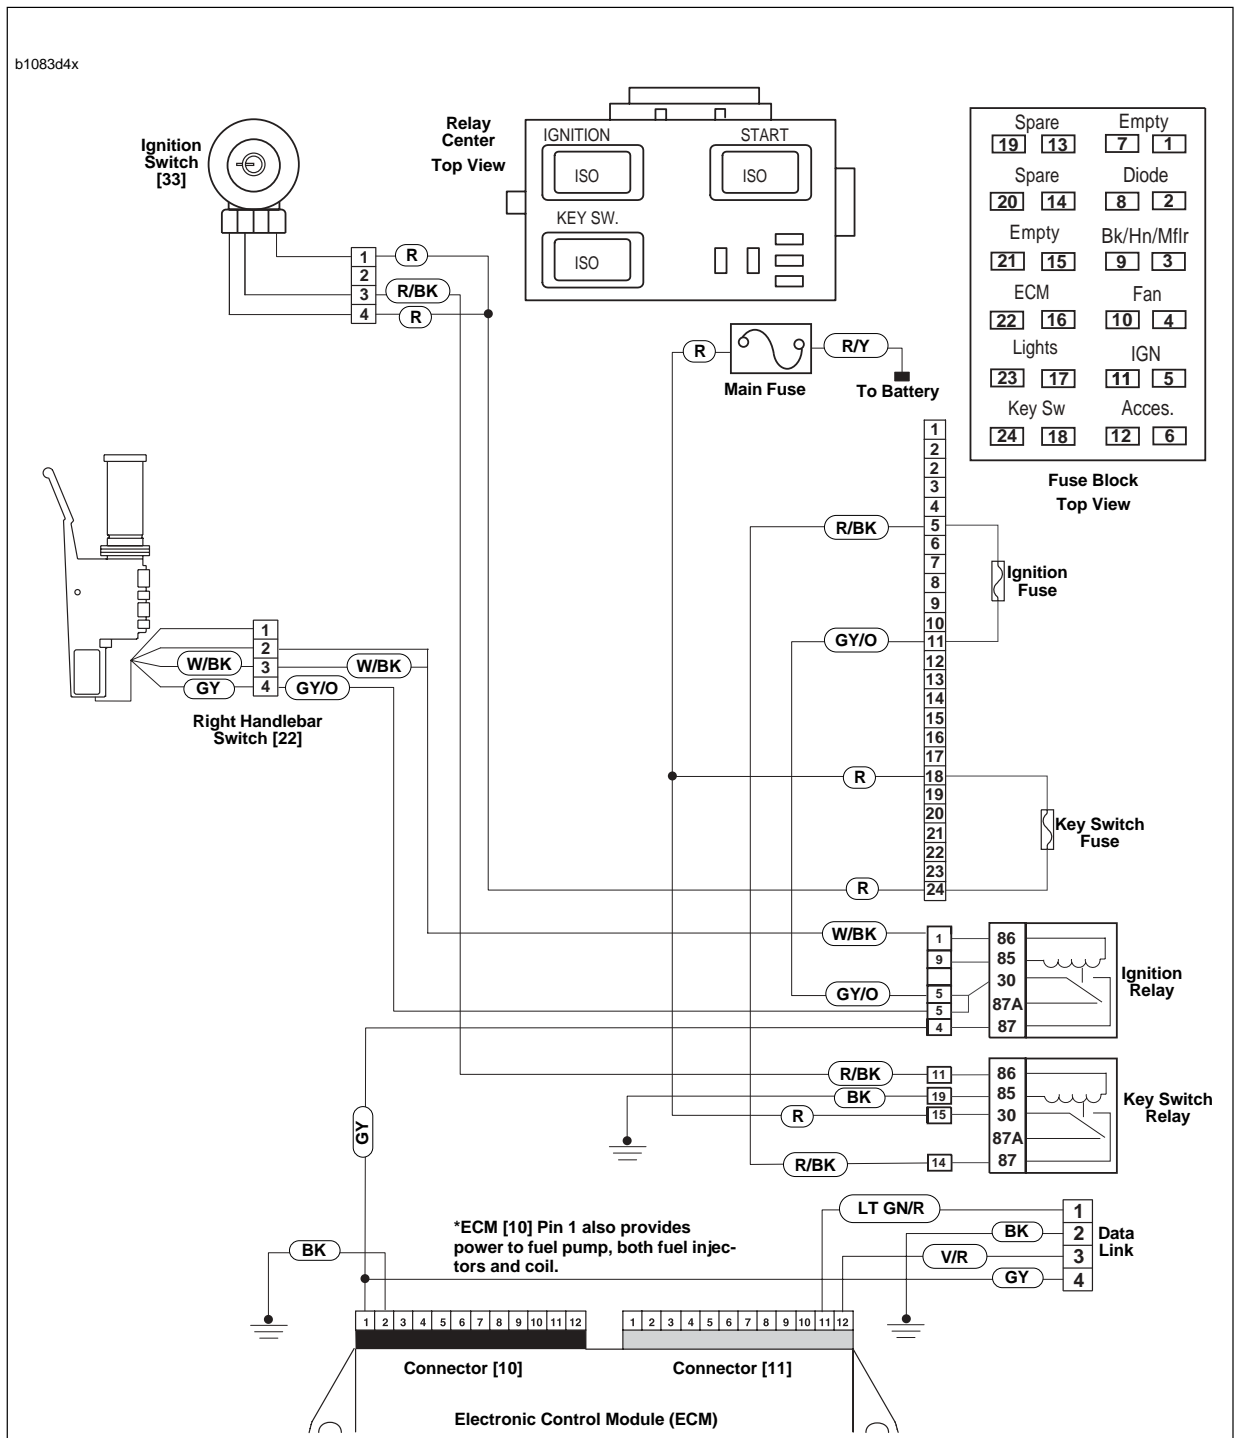 b1083d4x
Ignition
Switch
[33]
1
2
3
4
R
R/BK
R
Relay
Center
Top View
IGNITION
ISO
START
ISO
KEY SW.
ISO
Spare
Empty
19 13 7 1
Spare
Diode
20 14 8 2
Empty
Bk/Hn/Mflr
21 15 9 3
ECM
Fan
22 16 10 4
Lights
IGN
23 17 11 5
Key Sw
Acces.
24 18 12 6
Fuse Block
Top View
R
R/Y
Main Fuse
To Battery
1
2
2
3
4
5
6
7
8
9
10
11
12
13
14
15
16
17
18
19
20
21
22
23
24
R/BK
Ignition
Fuse
GY/O
R
Key Switch
Fuse
R
1
2
3
4
W/BK
W/BK
GY
GY/O
Right Handlebar
Switch [22]
W/BK
1
9
5
5
4
86
85
30
87A
87
GY/O
Ignition
Relay
R/BK
BK
R
R/BK
11
19
15
14
86
85
30
87A
87
Key Switch
Relay
GY
LT GN/R
BK
V/R
GY
1
2
3
4
Data
Link
BK
*ECM [10] Pin 1 also provides
power to fuel pump, both fuel injec-
tors and coil.
1 2 3 4 5 6 7 8 9 10 11 12
1 2 3 4 5 6 7 8 9 10 11 12
Connector [10]
Connector [11]
Electronic Control Module (ECM)